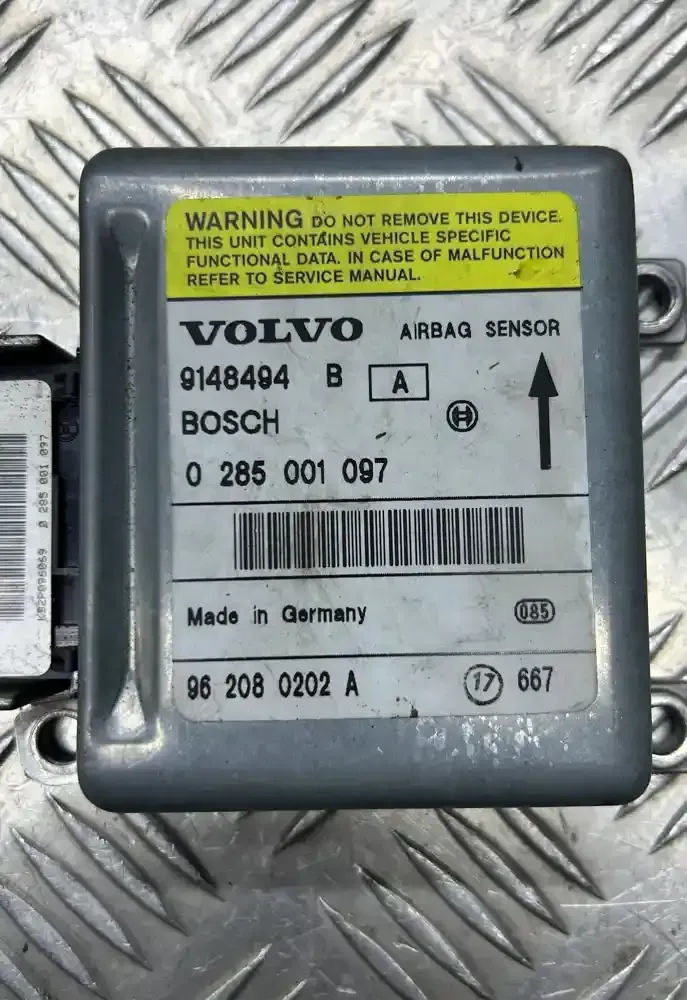 WARNING DO NOT REMOVE THIS DEVICE.
THIS UNIT CONTAINS VEHICLE SPECIFIC
FUNCTIONAL DATA. IN CASE OF MALFUNCTION
REFER TO SERVICE MANUAL.
VOLVO AIRBAG SENSOR
9148494 B A
BOSCH
0 285 001 097
Made in Germany 085
96 208 0202 A 17 667
0 285 001 097